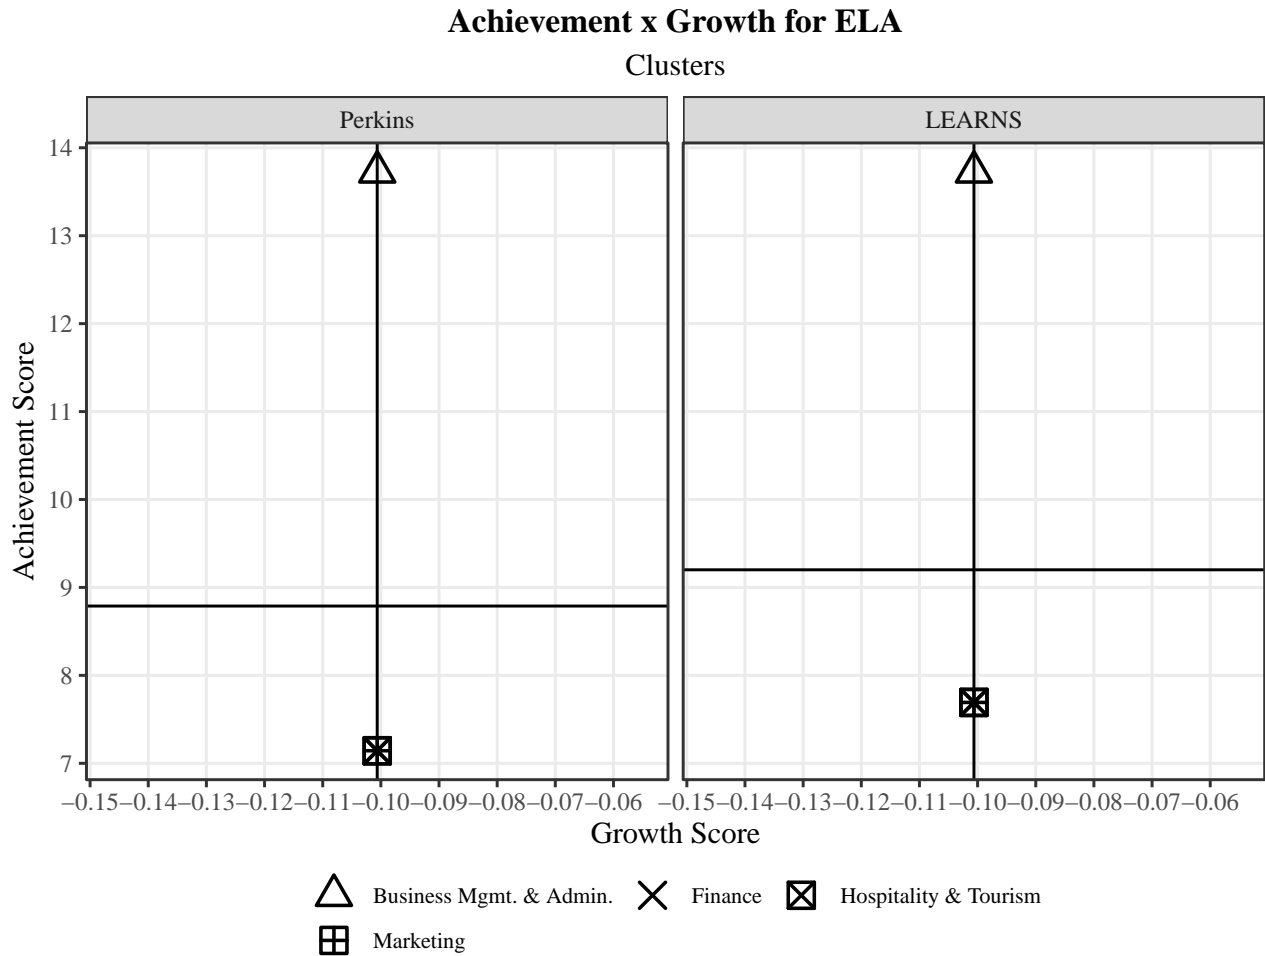 Achievement x Growth for ELA
Clusters
Perkins
LEARNS
14
13
12
11
10
9
8
7
Achievement Score
−0.15−0.14−0.13−0.12−0.11−0.10−0.09−0.08−0.07−0.06
−0.15−0.14−0.13−0.12−0.11−0.10−0.09−0.08−0.07−0.06
Growth Score
Business Mgmt. & Admin.
Finance
Hospitality & Tourism
Marketing